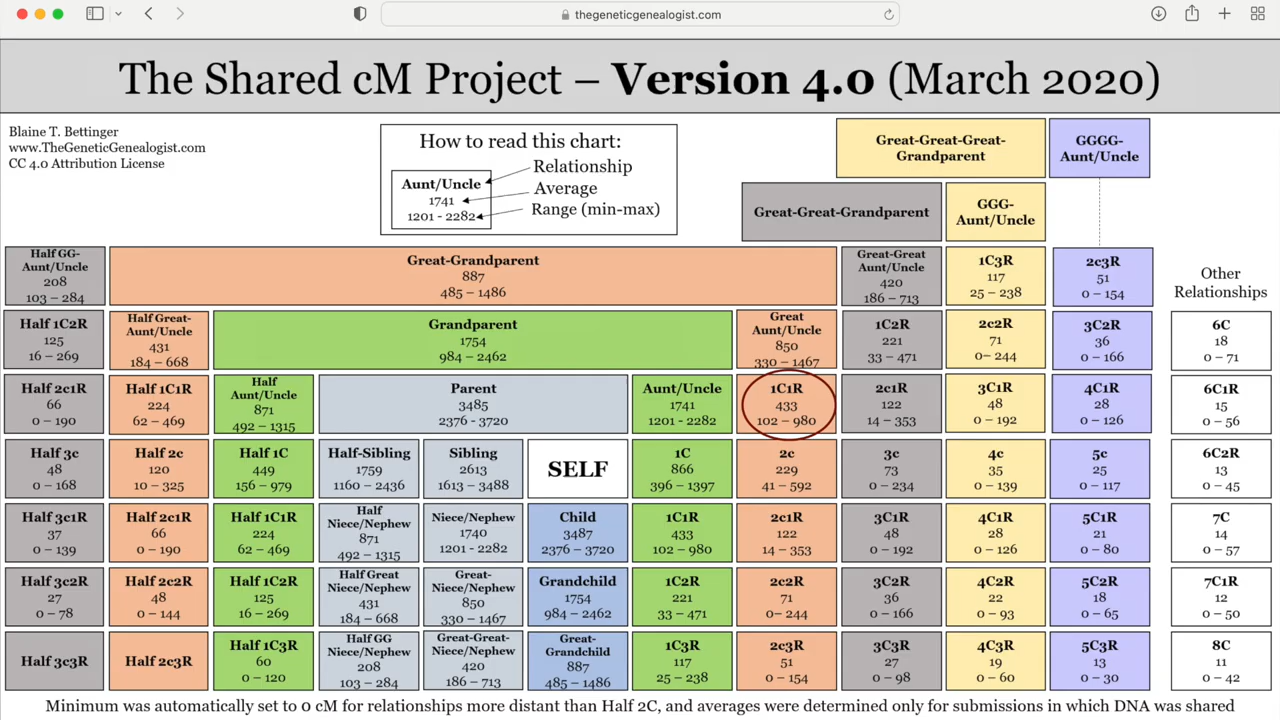 thegeneticgenealogist.com
The Shared cM Project – Version 4.0 (March 2020)
Blaine T. Bettinger
www.TheGeneticGenealogist.com
CC 4.0 Attribution License
How to read this chart:
Aunt/Uncle
1741
1201 - 2282
Relationship
Average
Range (min-max)
Great-Great-Great-
Grandparent
GGGG-
Aunt/Uncle
Great-Great-Grandparent
GGG-
Aunt/Uncle
Half GG-
Aunt/Uncle
208
103 – 284
Great-Grandparent
887
485 – 1486
Great-Great
Aunt/Uncle
420
186 – 713
1C3R
117
25 – 238
2c3R
51
0 – 154
Other
Relationships
Half 1C2R
125
16 – 269
Half Great-
Aunt/Uncle
431
184 – 668
Grandparent
1754
984 – 2462
Great
Aunt/Uncle
850
330 – 1467
1C2R
221
33 – 471
2c2R
71
0– 244
3C2R
36
0 – 166
6C
18
0 – 71
Half 2c1R
66
0 – 190
Half 1C1R
224
62 – 469
Half
Aunt/Uncle
871
492 – 1315
Parent
3485
2376 - 3720
Aunt/Uncle
1741
1201 - 2282
1C1R
433
102 – 980
2c1R
122
14 – 353
3C1R
48
0 – 192
4C1R
28
0 – 126
6C1R
15
0 – 56
Half 3c
48
0 – 168
Half 2c
120
10 – 325
Half 1C
449
156 – 979
Half-Sibling
1759
1160 – 2436
Sibling
2613
1613 – 3488
SELF
1C
866
396 – 1397
2c
229
41 – 592
3c
73
0 – 234
4c
35
0 – 139
5c
25
0 – 117
6C2R
13
0 – 45
Half 3c1R
37
0 – 139
Half 2c1R
66
0 – 190
Half 1C1R
224
62 – 469
Half
Niece/Nephew
871
492 – 1315
Niece/Nephew
1740
1201 - 2282
Child
3487
2376 – 3720
1C1R
433
102 – 980
2c1R
122
14 – 353
3C1R
48
0 – 192
4C1R
28
0 – 126
5C1R
21
0 – 80
7C
14
0 – 57
Half 3c2R
27
0 – 78
Half 2c2R
48
0 – 144
Half 1C2R
125
16 – 269
Half Great
Niece/Nephew
431
184 – 668
Great-
Niece/Nephew
850
330 – 1467
Grandchild
1754
984 – 2462
1C2R
221
33 – 471
2c2R
71
0– 244
3C2R
36
0 – 166
4C2R
22
0 – 93
5C2R
18
0 – 65
7C1R
12
0 – 50
Half 3c3R
Half 2c3R
Half 1C3R
60
0 – 120
Half GG
Niece/Nephew
208
103 – 284
Great-Great-
Niece/Nephew
420
186 – 713
Great-
Grandchild
887
485 – 1486
1C3R
117
25 – 238
2c3R
51
0 – 154
3C3R
27
0 – 98
4C3R
19
0 – 60
5C3R
13
0 – 30
8C
11
0 – 42
Minimum was automatically set to 0 cM for relationships more distant than Half 2C, and averages were determined only for submissions in which DNA was shared